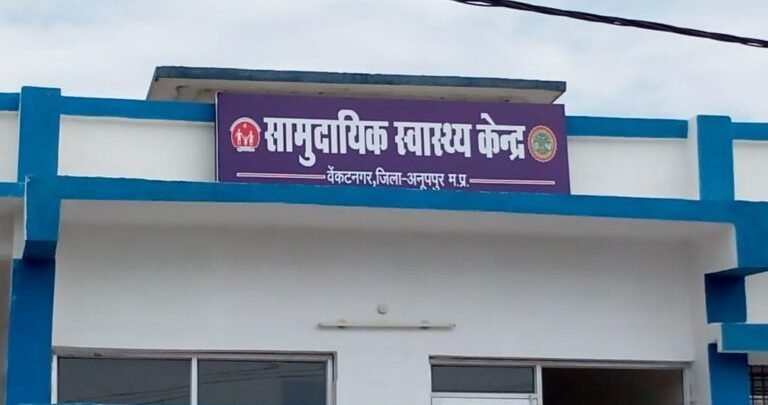 सामुदायिक स्वास्थ्य केन्द्र
वेंकटनगर,जिला-अनूपपुर म.प्र.